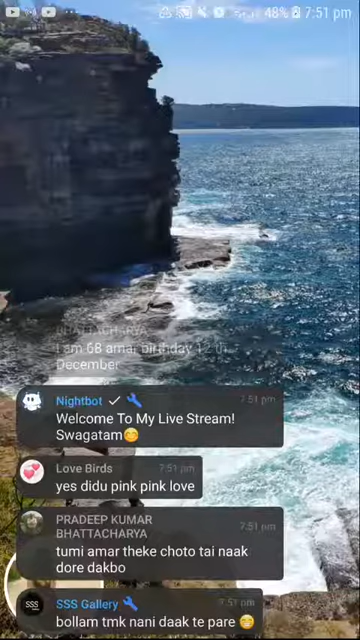 48% 7:51 pm
BHATTACHARYA
I am 68 amar birthday 12 th
December
Nightbot 7:51 pm
Welcome To My Live Stream!
Swagatam😁
Love Birds 7:51 pm
yes didu pink pink love
PRADEEP KUMAR
BHATTACHARYA 7:51 pm
tumi amar theke choto tai naak
dore dakbo
SSS
SSS Gallery 7:51 pm
bollam tmk nani daak te pare😁